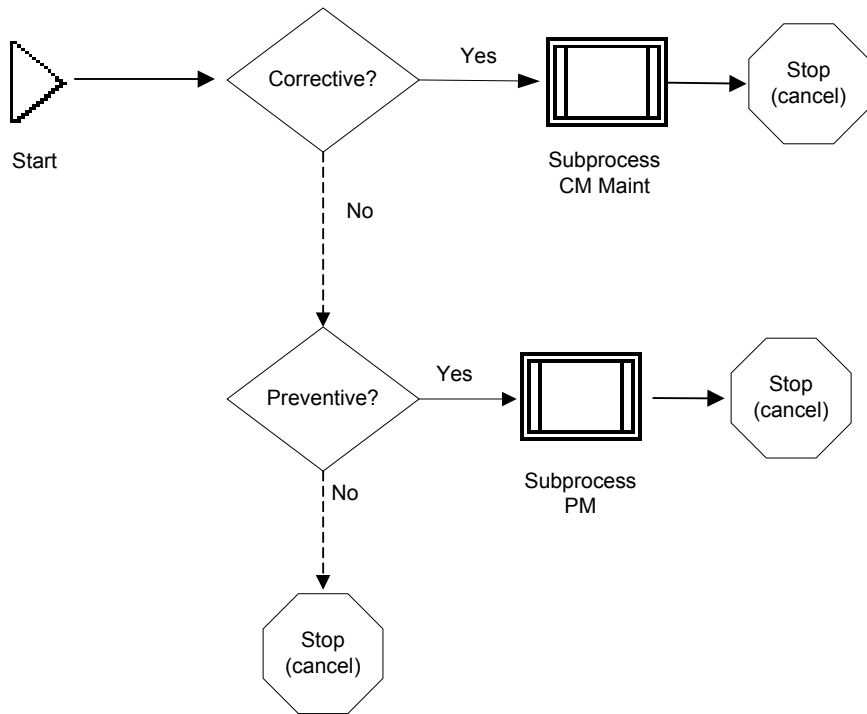 Start
Corrective?
Yes
Subprocess
CM Maint
Stop
(cancel)
No
Preventive?
Yes
Subprocess
PM
Stop
(cancel)
No
Stop
(cancel)